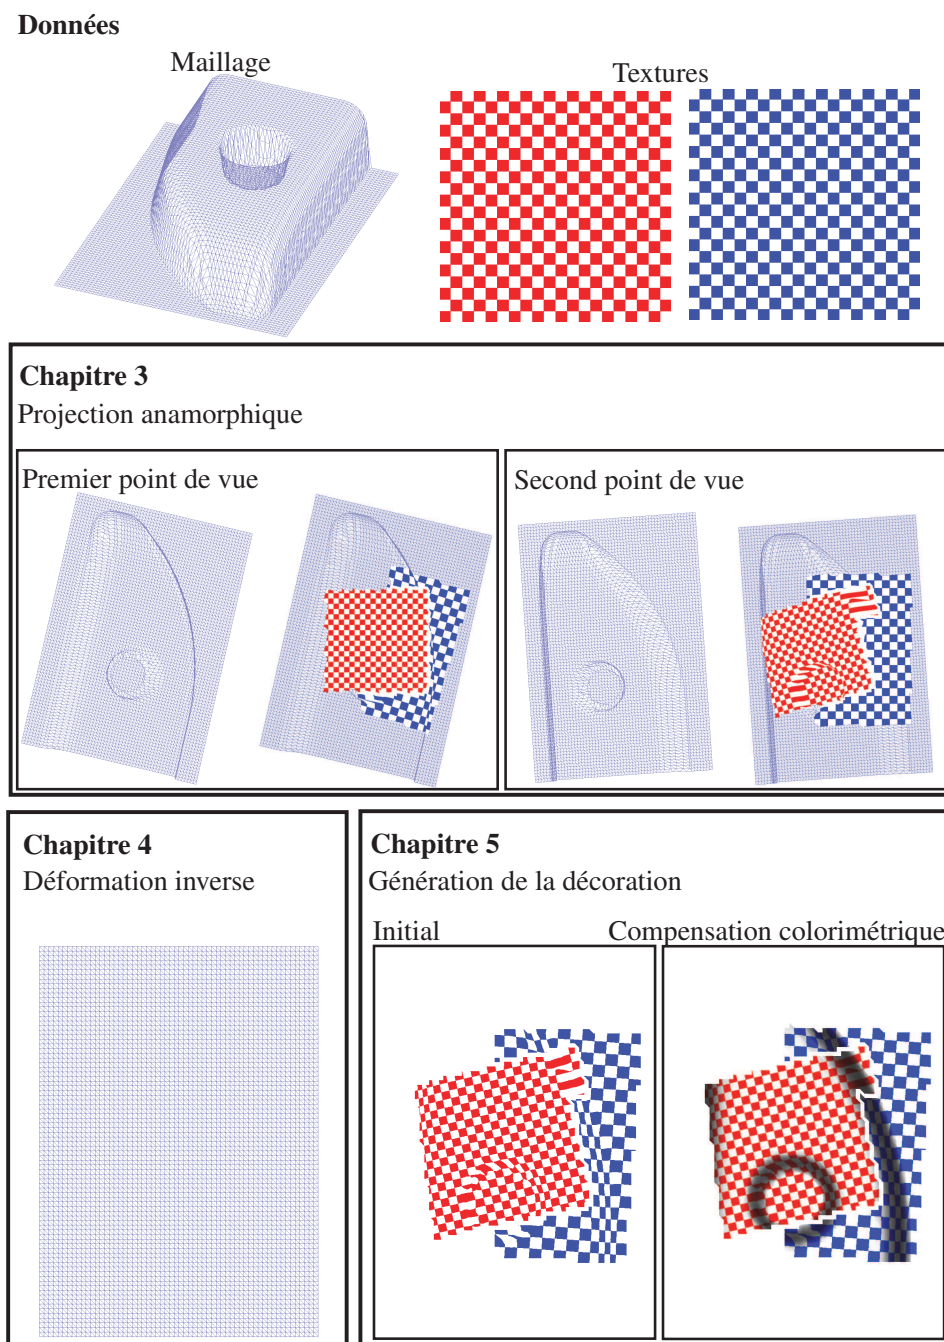 Données
Maillage
Textures
Chapitre 3
Projection anamorphique
Premier point de vue
Second point de vue
Chapitre 4
Déformation inverse
Chapitre 5
Génération de la décoration
Initial
Compensation colorimétrique